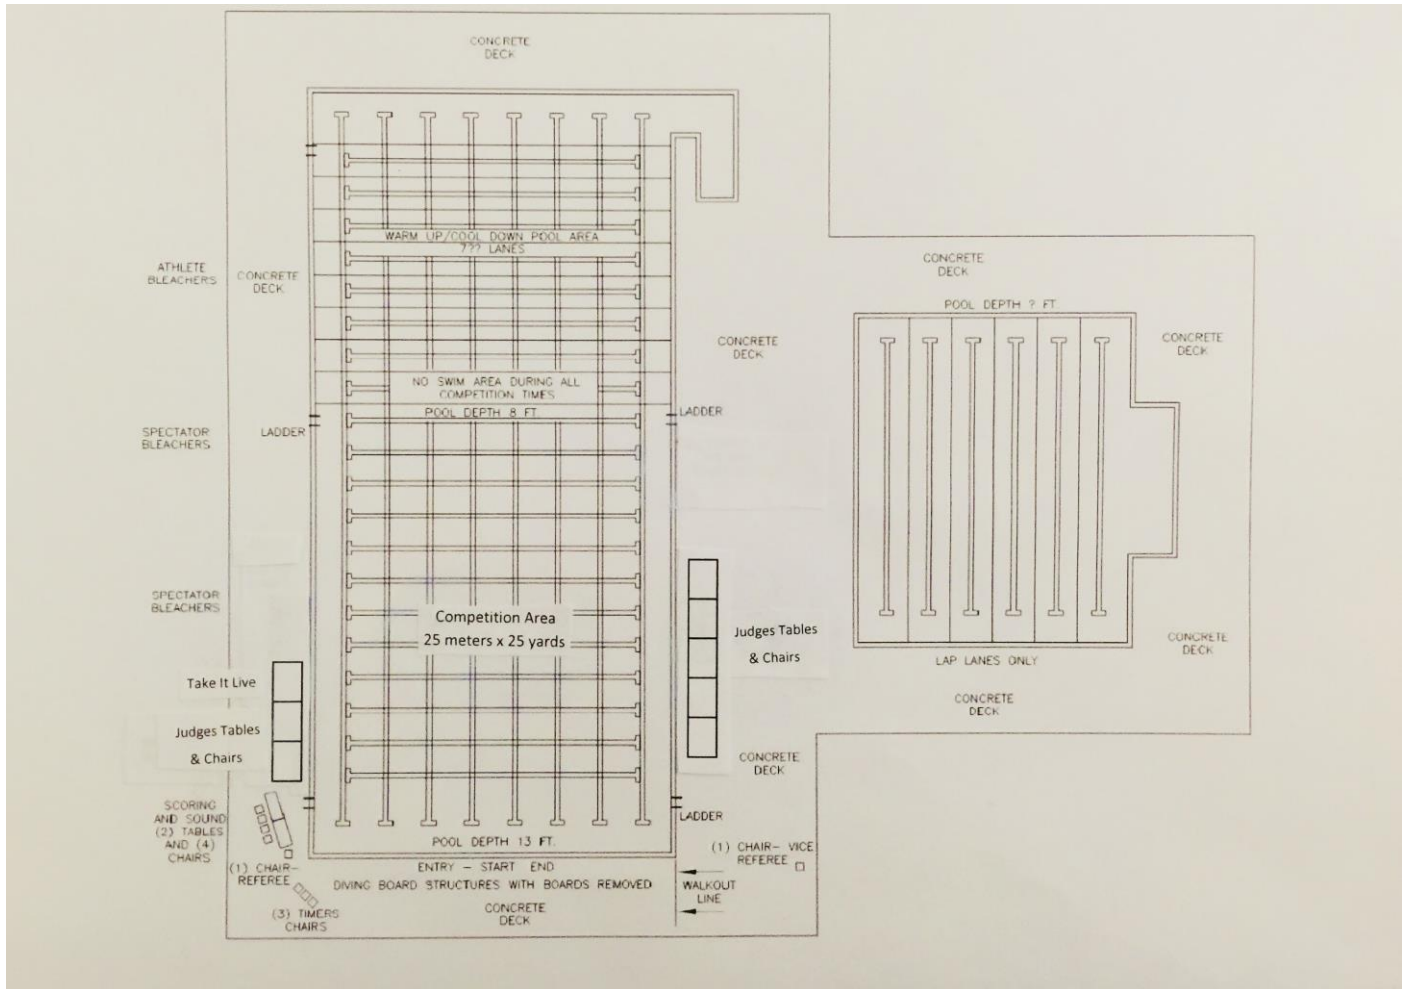 CONCRETE
DECK
WARM UP/COOL DOWN POOL AREA
??? LANES
ATHLETE
BLEACHERS
CONCRETE
DECK
CONCRETE
DECK
POOL DEPTH ? FT.
CONCRETE
DECK
CONCRETE
DECK
NO SWIM AREA DURING ALL
COMPETITION TIMES
POOL DEPTH 8 FT.
LADDER
LADDER
SPECTATOR
BLEACHERS
SPECTATOR
BLEACHERS
Competition Area
25 meters x 25 yards
Judges Tables
& Chairs
CONCRETE
DECK
LAP LANES ONLY
CONCRETE
DECK
Take It Live
Judges Tables
& Chairs
CONCRETE
DECK
SCORING
AND SOUND
(2) TABLES
AND (4)
CHAIRS
LADDER
POOL DEPTH 13 FT.
(1) CHAIR-
REFEREE
(1) CHAIR- VICE
REFEREE
ENTRY - START END
DIVING BOARD STRUCTURES WITH BOARDS REMOVED
WALKOUT
LINE
(3) TIMERS
CHAIRS
CONCRETE
DECK